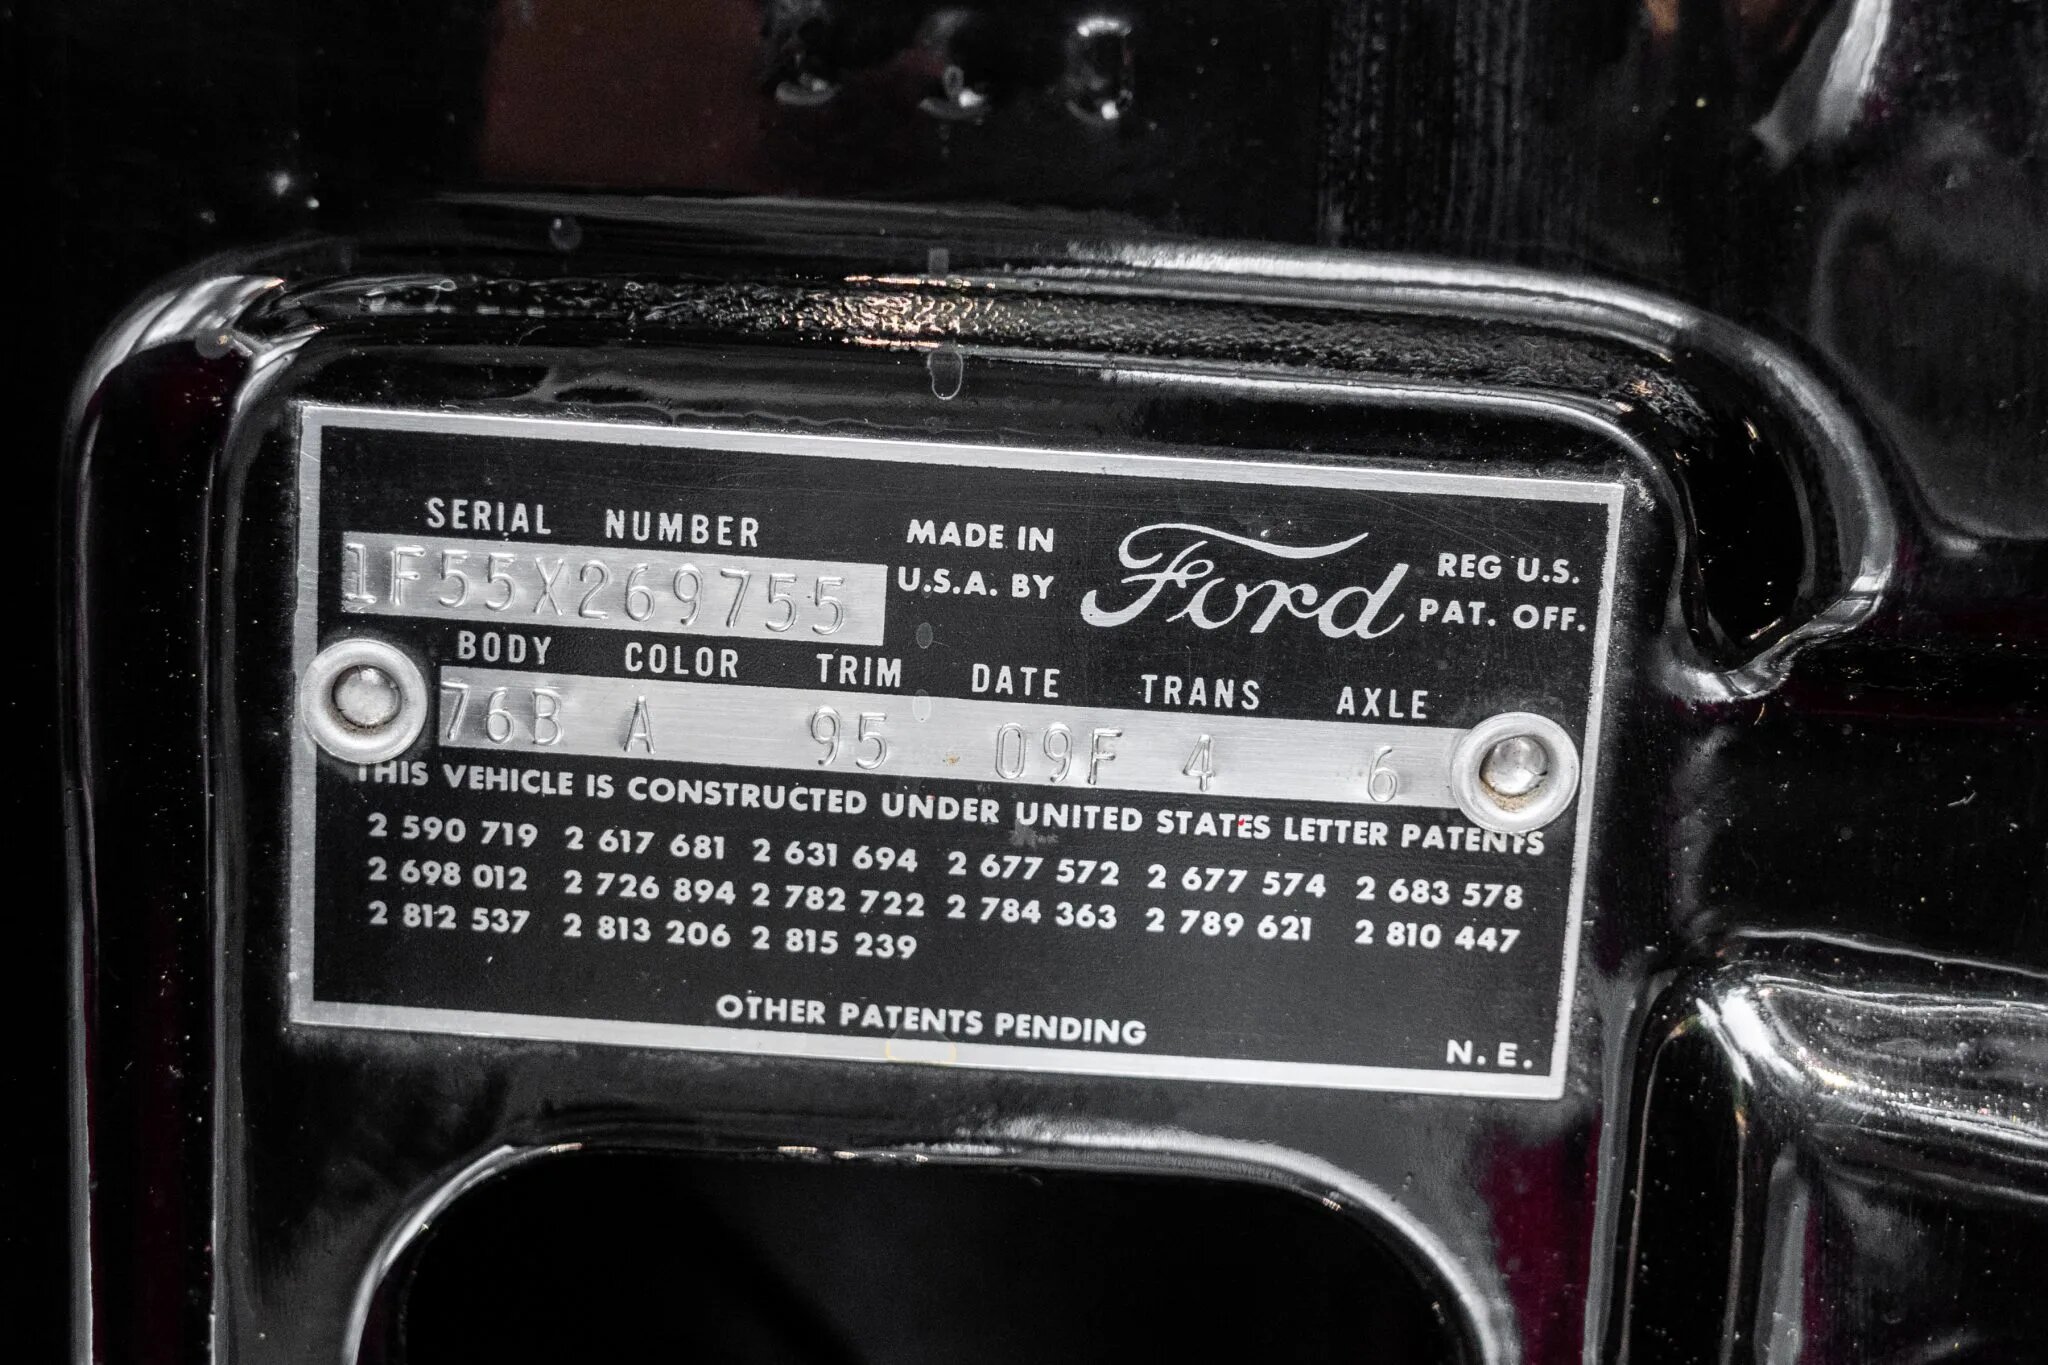 SERIAL NUMBER
MADE IN Ford REG U.S.
1F55X269755 U.S.A. BY PAT. OFF.
BODY COLOR TRIM DATE TRANS AXLE
76B A 95 09F 4 6
THIS VEHICLE IS CONSTRUCTED UNDER UNITED STATES LETTER PATENTS
2 590 719 2 617 681 2 631 694 2 677 572 2 677 574 2 683 578
2 698 012 2 726 894 2 782 722 2 784 363 2 789 621 2 810 447
2 812 537 2 813 206 2 815 239
OTHER PATENTS PENDING
N. E.